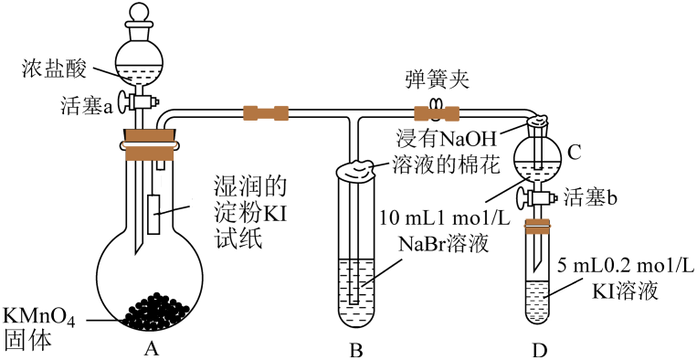 浓盐酸
活塞a
湿润的
淀粉KI
试纸
KMnO₄
固体
A
弹簧夹
浸有NaOH
溶液的棉花
10 mL1 mo1/L
NaBr溶液
B
C
活塞b
5 mL0.2 mo1/L
KI溶液
D